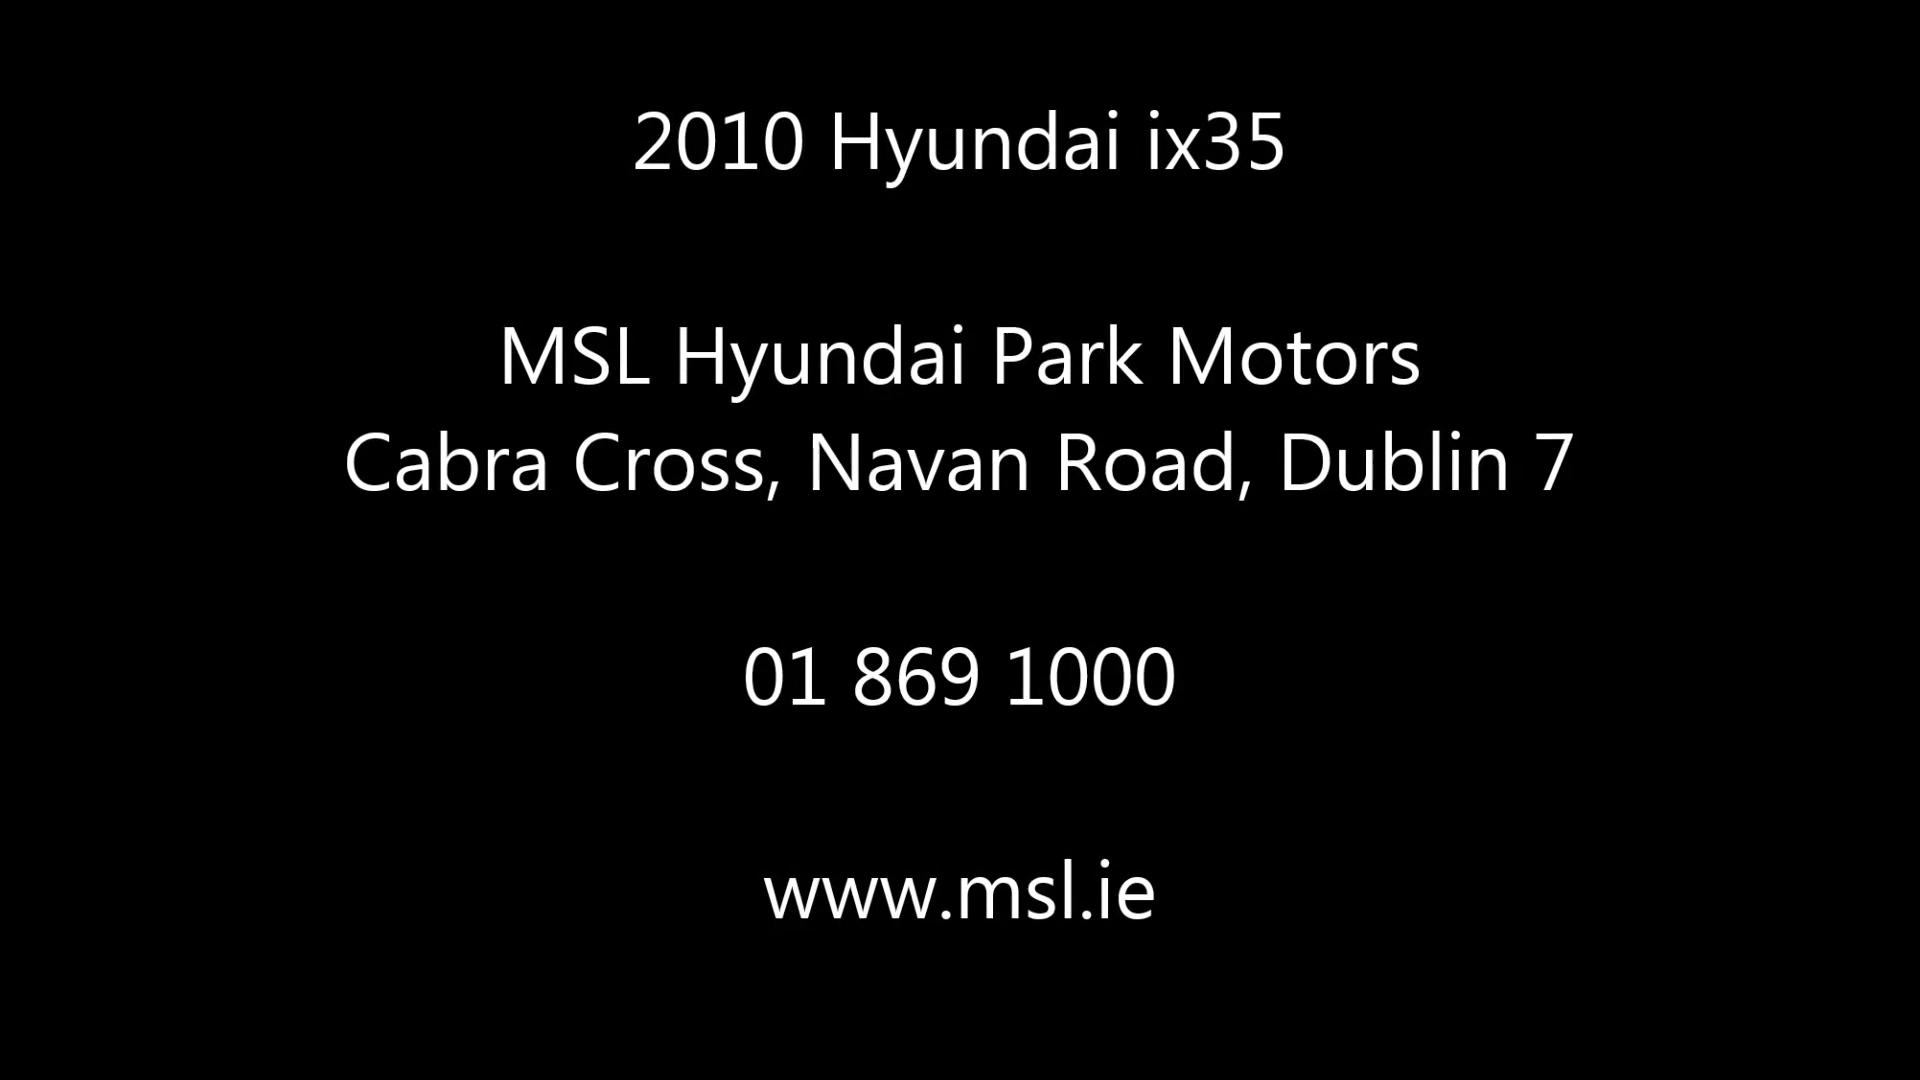 2010 Hyundai ix35
MSL Hyundai Park Motors
Cabra Cross, Navan Road, Dublin 7
01 869 1000
www.msl.ie